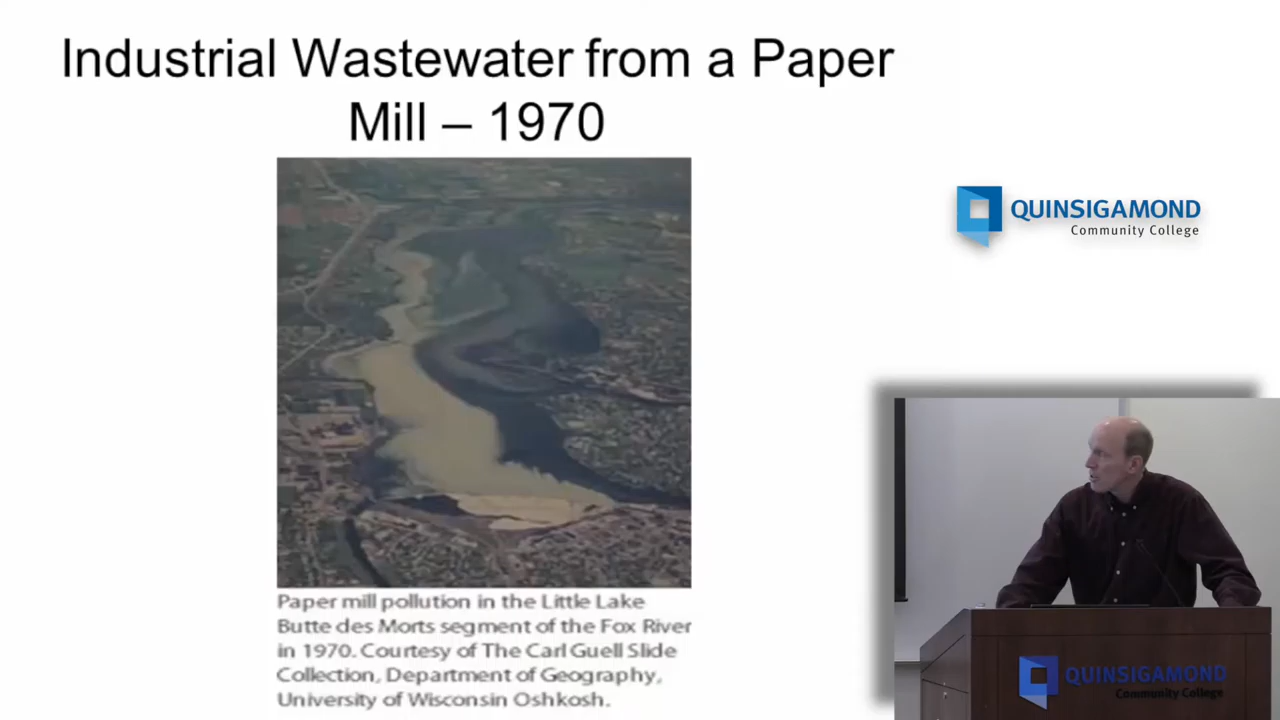 Industrial Wastewater from a Paper
Mill – 1970
QUINSIGAMOND
Community College
Paper mill pollution in the Little Lake
Butte des Morts segment of the Fox River
in 1970. Courtesy of The Carl Guell Slide
Collection, Department of Geography,
University of Wisconsin Oshkosh.
QUINSIGAMOND
Community College